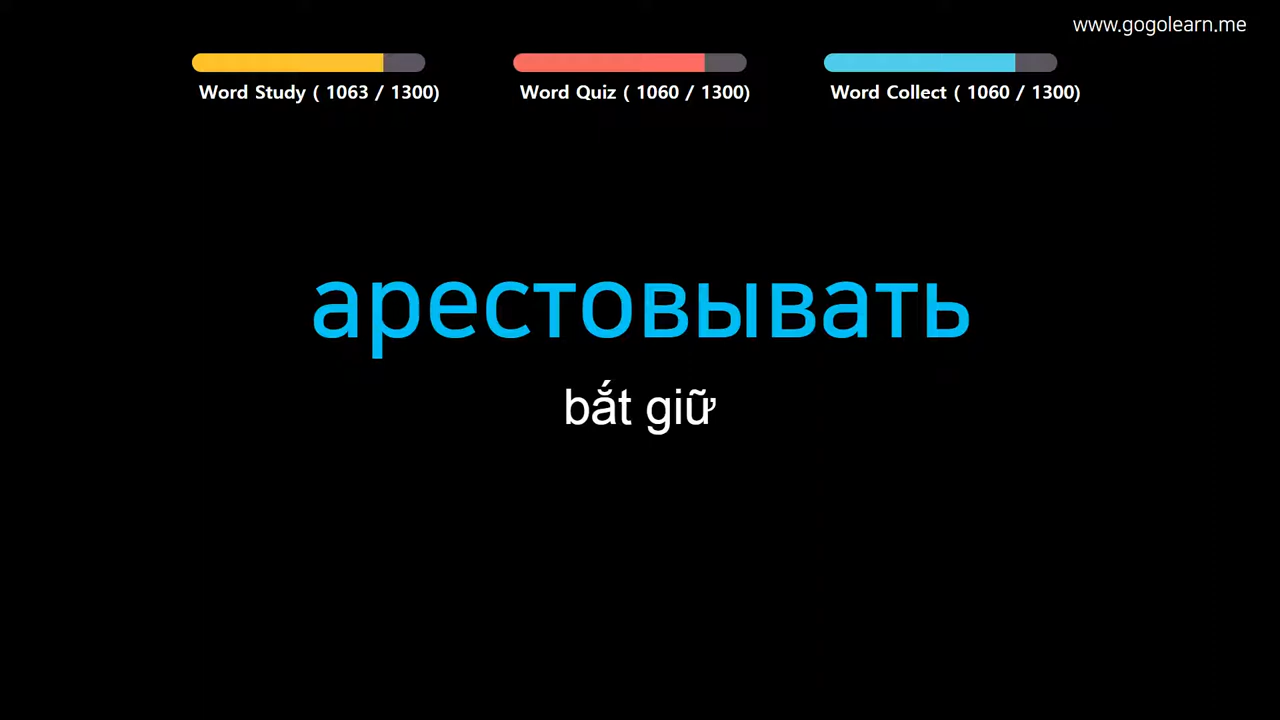 www.gogolearn.me
Word Study ( 1063 / 1300)
Word Quiz ( 1060 / 1300)
Word Collect ( 1060 / 1300)
арестовывать
bắt giữ